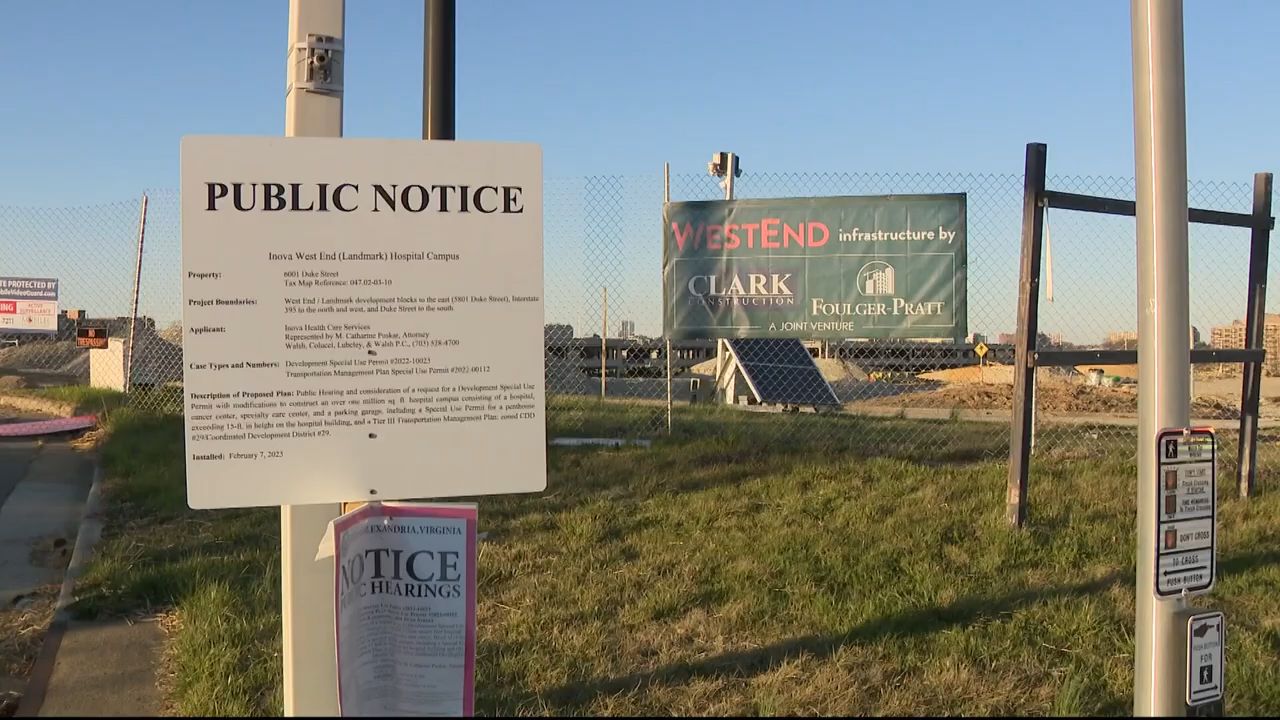 PUBLIC NOTICE
Inova West End (Landmark) Hospital Campus
Property: 6001 Duke Street
Tax Map Reference: 047.02-03-10
Project Boundaries: West End / Landmark development blocks to the east (5801 Duke Street), Interstate
395 to the north and west, and Duke Street to the south.
Applicant: Inova Health Care Services
Represented by M. Catharine Puskar, Attorney
Walsh, Colucci, Lubeley, & Walsh P.C., (703) 528-4700
Case Types and Numbers: Development Special Use Permit #2022-10023
Transportation Management Plan Special Use Permit #2022-00112
Description of Proposed Plan: Public Hearing and consideration of a request for a Development Special Use
Permit with modifications to construct an over one million sq. ft. hospital campus consisting of a hospital,
cancer center, specialty care center, and a parking garage, including a Special Use Permit for a penthouse
exceeding 15-ft. in height on the hospital building, and a Tier III Transportation Management Plan; zoned CDD
#29/Coordinated Development District #29.
Installed: February 7, 2023
EXANDRIA, VIRGINIA
NOTICE
HEARINGS
WESTEND infrastructure by
CLARK
CONSTRUCTION
FOULGER-PRATT
A JOINT VENTURE
TE PROTECTED BY
bileVideoGuard.com
NO
TRESPASSING
DON'T CROSS
TO CROSS
PUSH BUTTON
PUSH BUTTON
FOR